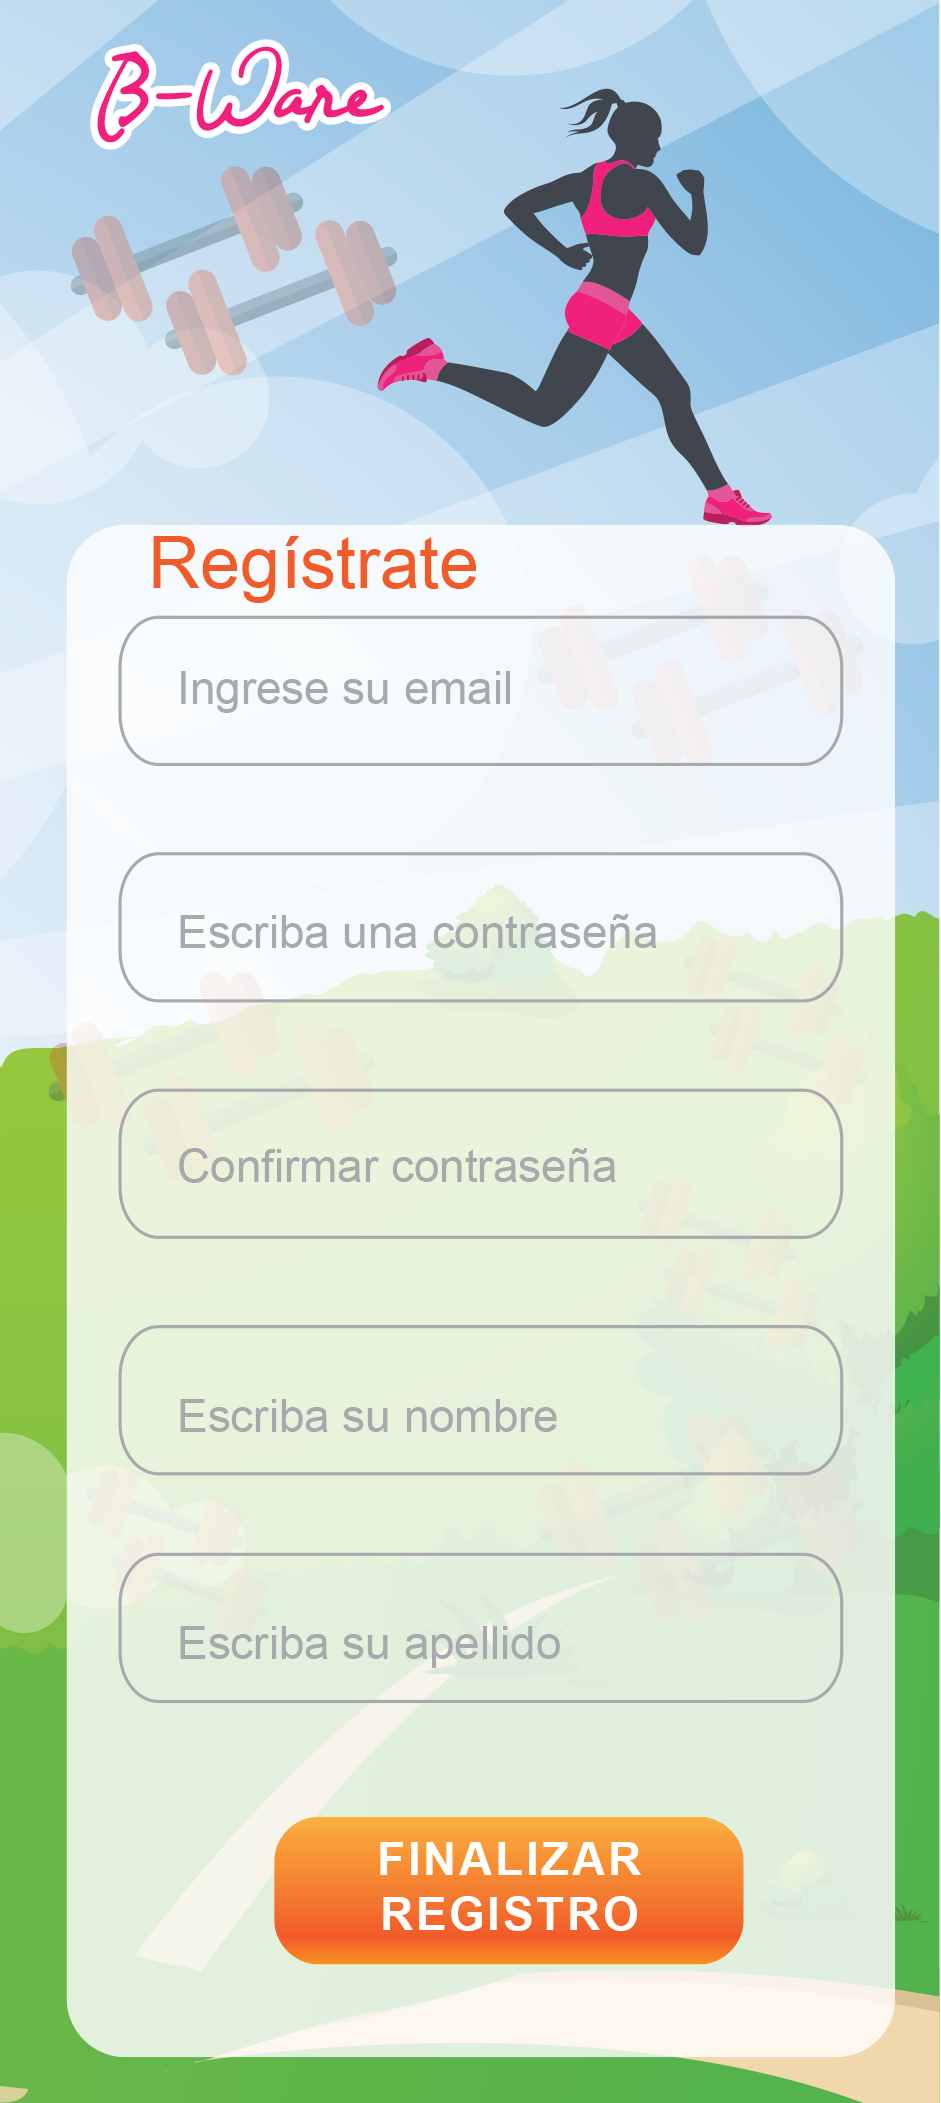 B-Ware
Regístrate
Ingrese su email
Escriba una contraseña
Confirmar contraseña
Escriba su nombre
Escriba su apellido
FINALIZAR
REGISTRO